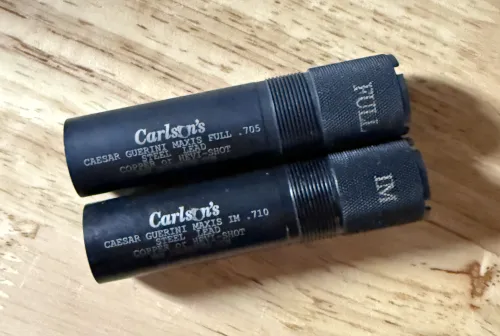 Carlson's
CAESAR GUERINI MAXIS FULL .705
STEEL LEAD
COPPER OR HEVI-SHOT
FULL
Carlson's
CAESAR GUERINI MAXIS IM .710
STEEL LEAD
COPPER OR HEVI-SHOT
IM